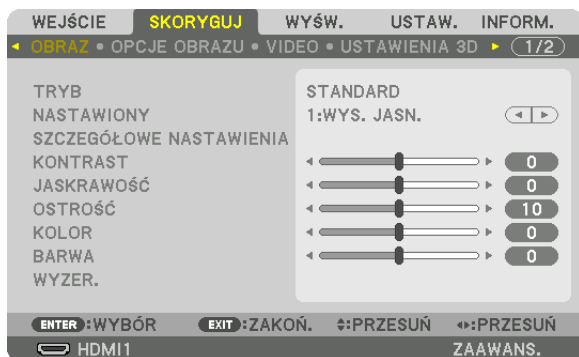 WEJŚCIE SKORYGUJ WYŚW. USTAW. INFORM.
OBRAZ • OPCJE OBRAZU • VIDEO • USTAWIENIA 3D 1/2
TRYB STANDARD
NASTAWIONY 1:WYS. JASN.
SZCZEGÓŁOWE NASTAWIENIA
KONTRAST 0
JASKRAWOŚĆ 0
OSTROŚĆ 10
KOLOR 0
BARWA 0
WYZER.
ENTER :WYBÓR EXIT :ZAKOŃ. :PRZESUŃ :PRZESUŃ
HDMI1 ZAAWANS.